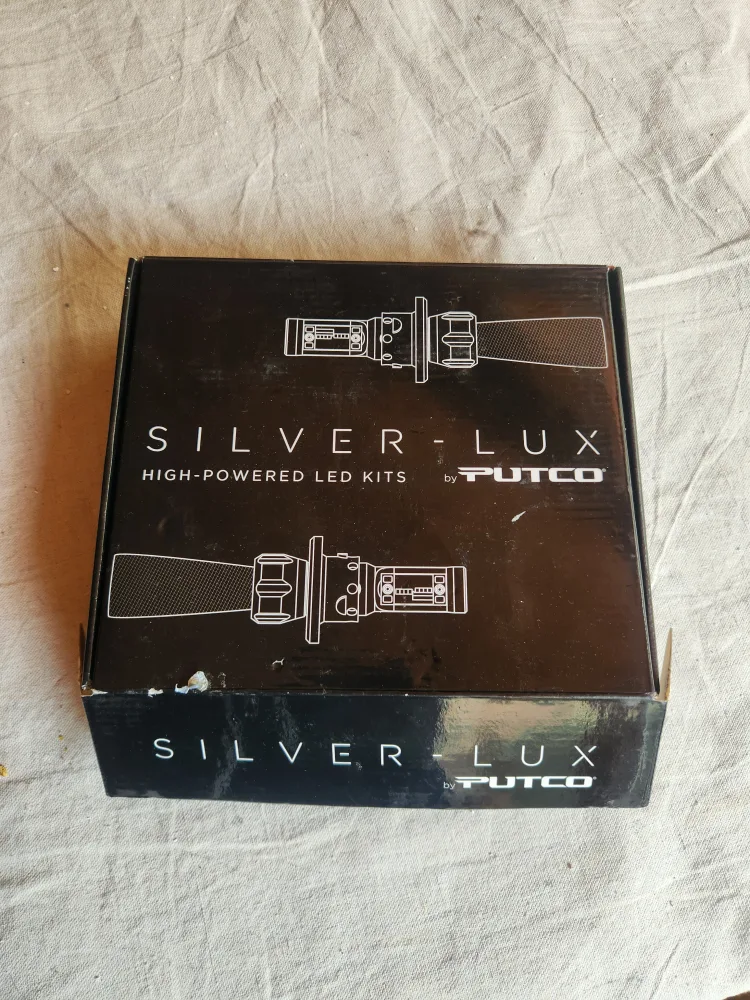 SILVER-LUX
HIGH-POWERED LED KITS by PUTCO®
SILVER-LUX
by PUTCO®